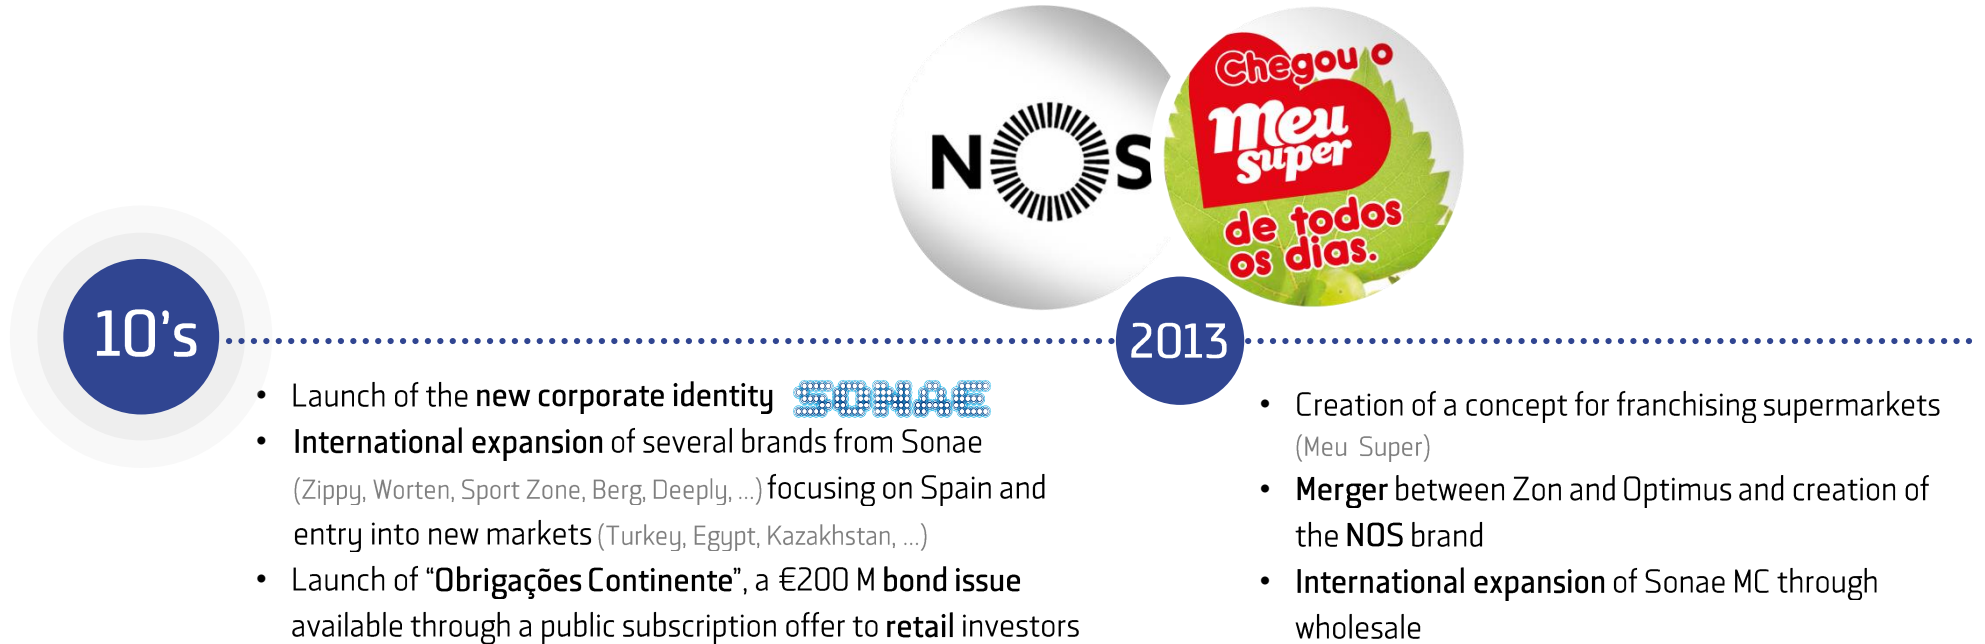 NOS
Chegou o
Meu
super
de todos
os dias.
10's
2013
• Launch of the new corporate identity SONAE
• International expansion of several brands from Sonae
(Zippy, Worten, Sport Zone, Berg, Deeply, ...) focusing on Spain and
entry into new markets (Turkey, Egypt, Kazakhstan, ...)
• Launch of “Obrigações Continente”, a €200 M bond issue
available through a public subscription offer to retail investors
• Creation of a concept for franchising supermarkets
(Meu Super)
• Merger between Zon and Optimus and creation of
the NOS brand
• International expansion of Sonae MC through
wholesale